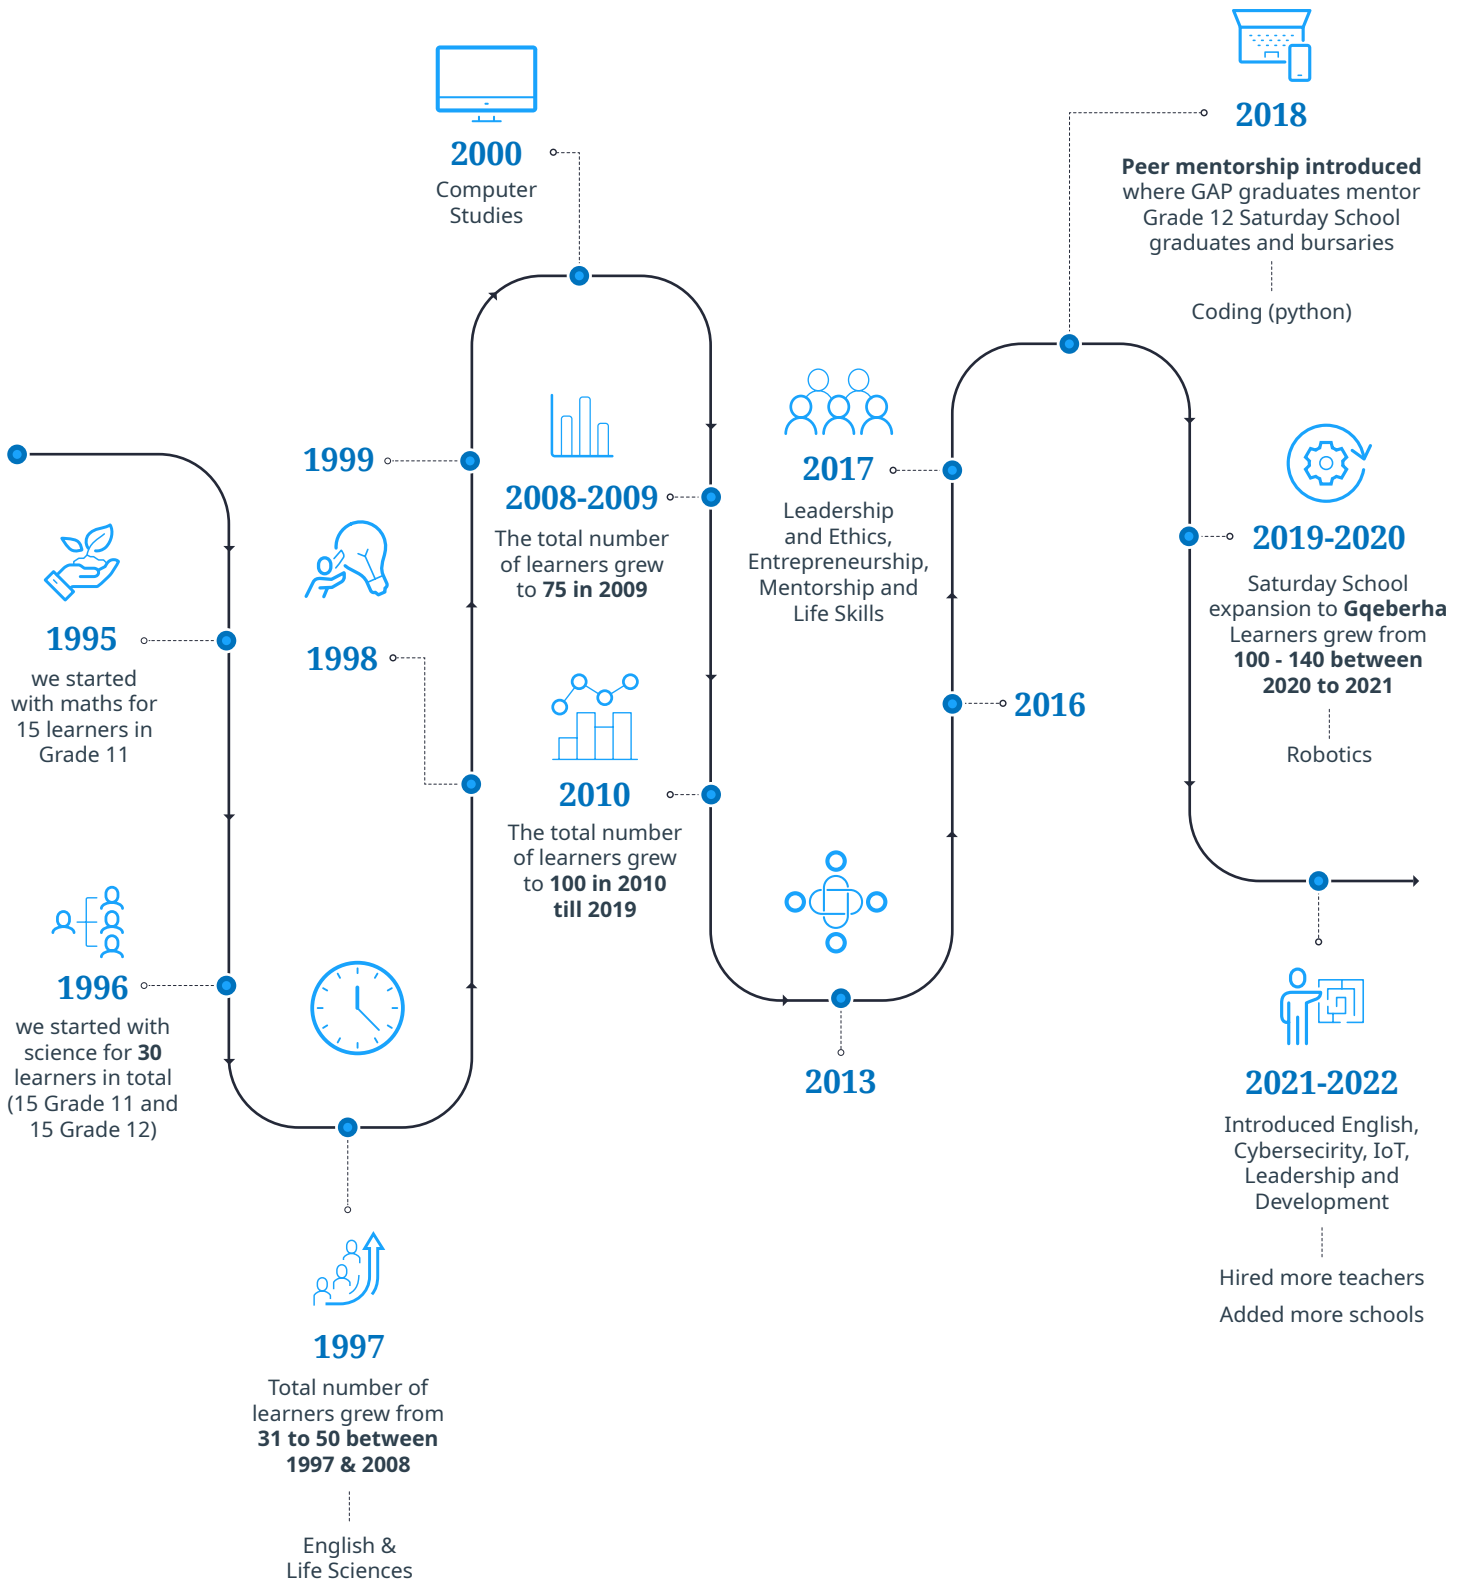 1995
we started
with maths for
15 learners in
Grade 11
1996
we started with
science for 30
learners in total
(15 Grade 11 and
15 Grade 12)
1997
Total number of
learners grew from
31 to 50 between
1997 & 2008
English &
Life Sciences
1998
1999
2000
Computer
Studies
2008-2009
The total number
of learners grew
to 75 in 2009
2010
The total number
of learners grew
to 100 in 2010
till 2019
2013
2016
2017
Leadership
and Ethics,
Entrepreneurship,
Mentorship and
Life Skills
2018
Peer mentorship introduced
where GAP graduates mentor
Grade 12 Saturday School
graduates and bursaries
Coding (python)
2019-2020
Saturday School
expansion to Gqeberha
Learners grew from
100 - 140 between
2020 to 2021
Robotics
2021-2022
Introduced English,
Cybersecirity, IoT,
Leadership and
Development
Hired more teachers
Added more schools